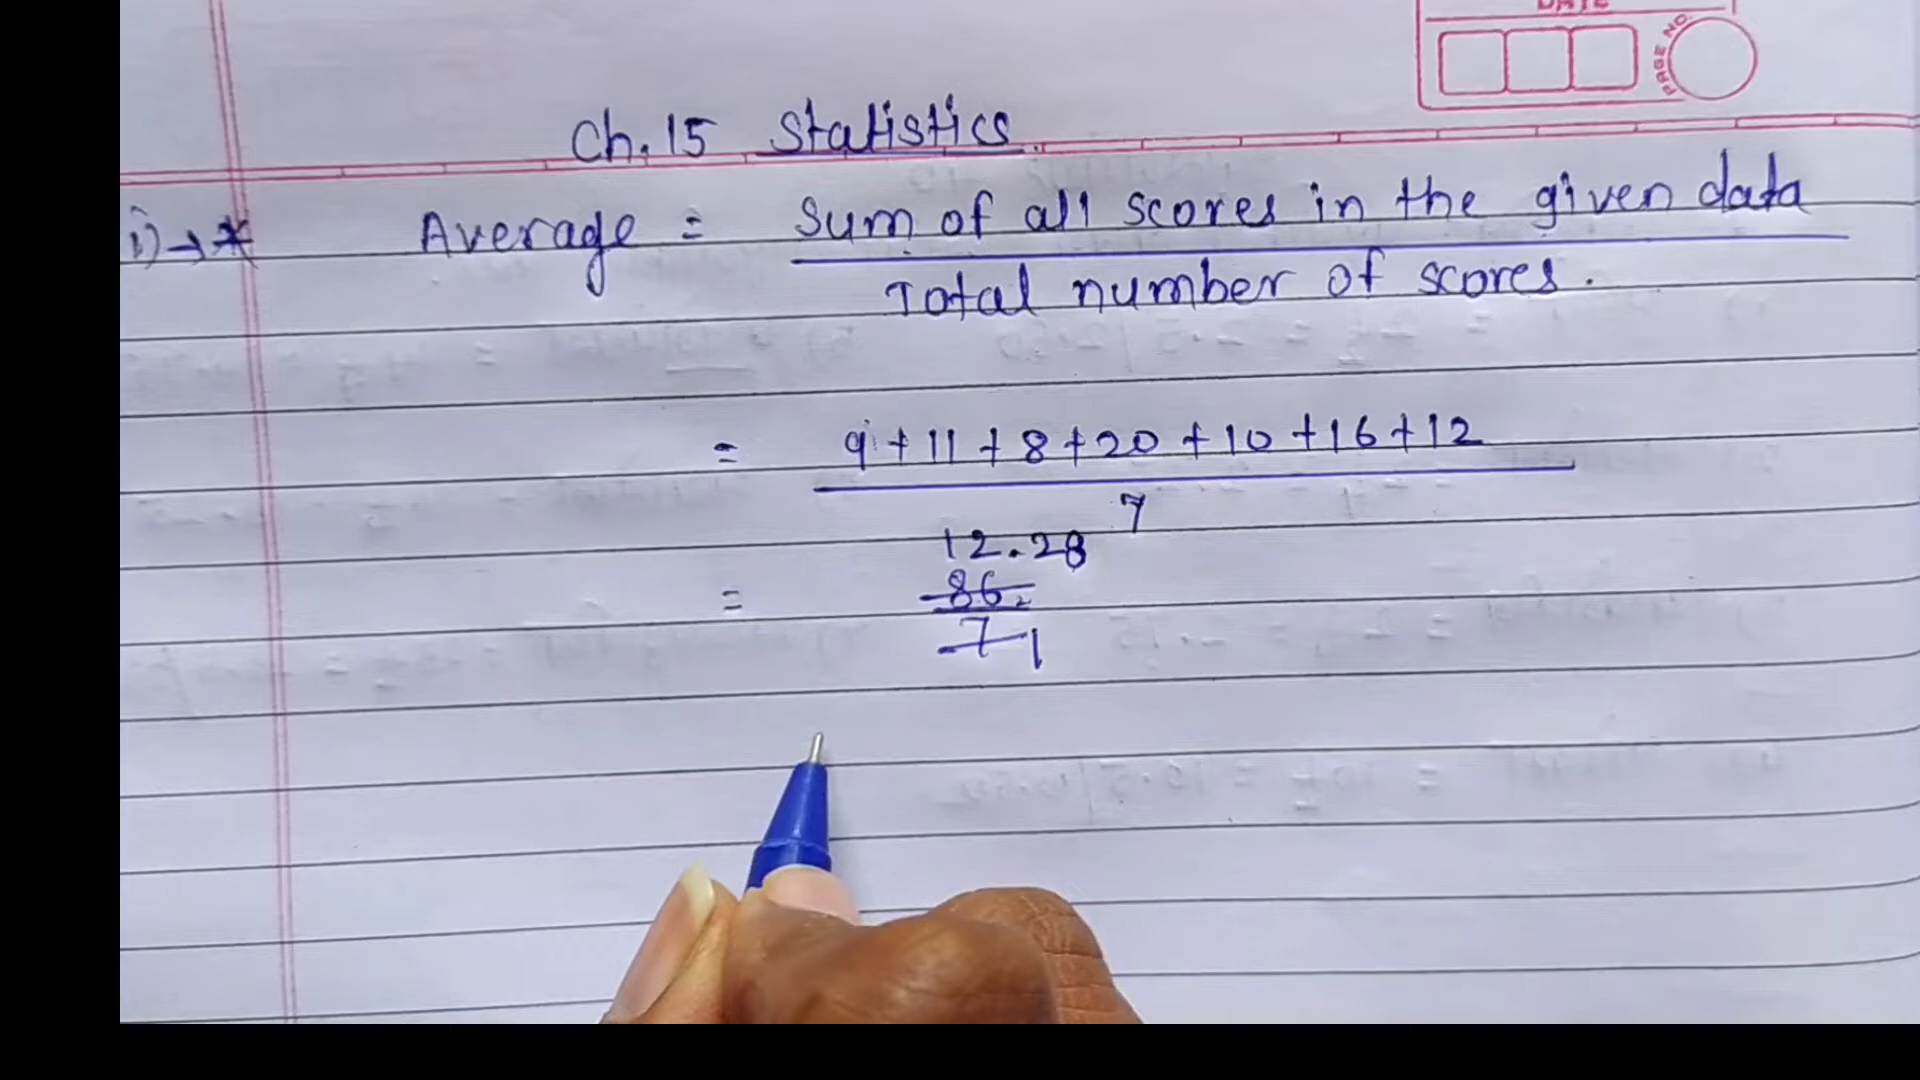 DATE
PAGE NO.
Ch. 15 Statistics.
i) → * Average = Sum of all scores in the given data
Total number of scores.
= 9 + 11 + 8 + 20 + 10 + 16 + 12
7
12.28
= 86
7 1